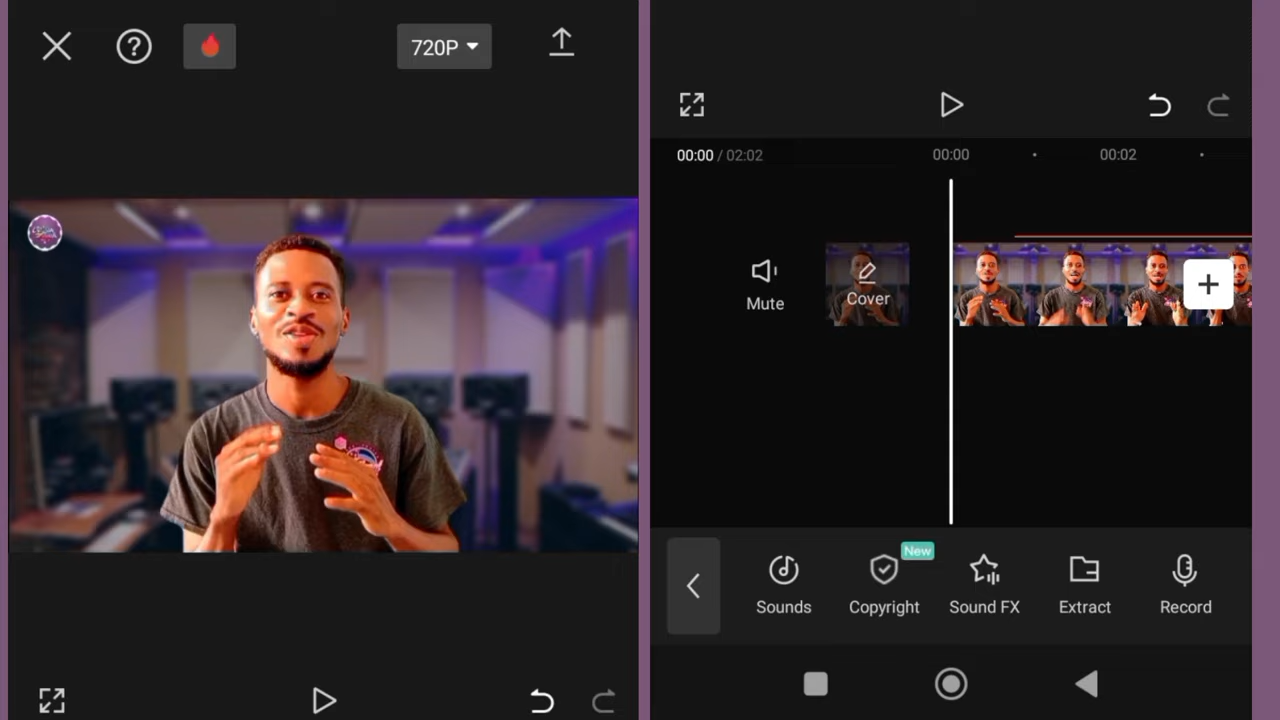 720P
00:00 / 02:02
00:00
00:02
Mute
Cover
New
Sounds
Copyright
Sound FX
Extract
Record